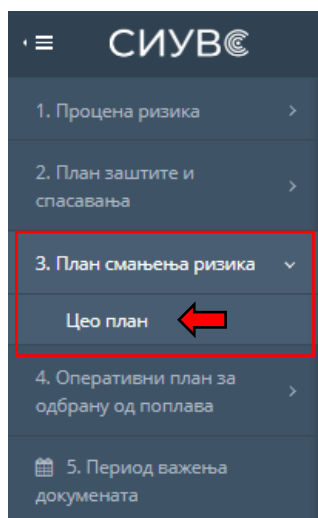 СИУВС
1. Процена ризика
2. План заштите и
спасавања
3. План смањења ризика
Цео план
4. Оперативни план за
одбрану од поплава
5. Период важења
докумената